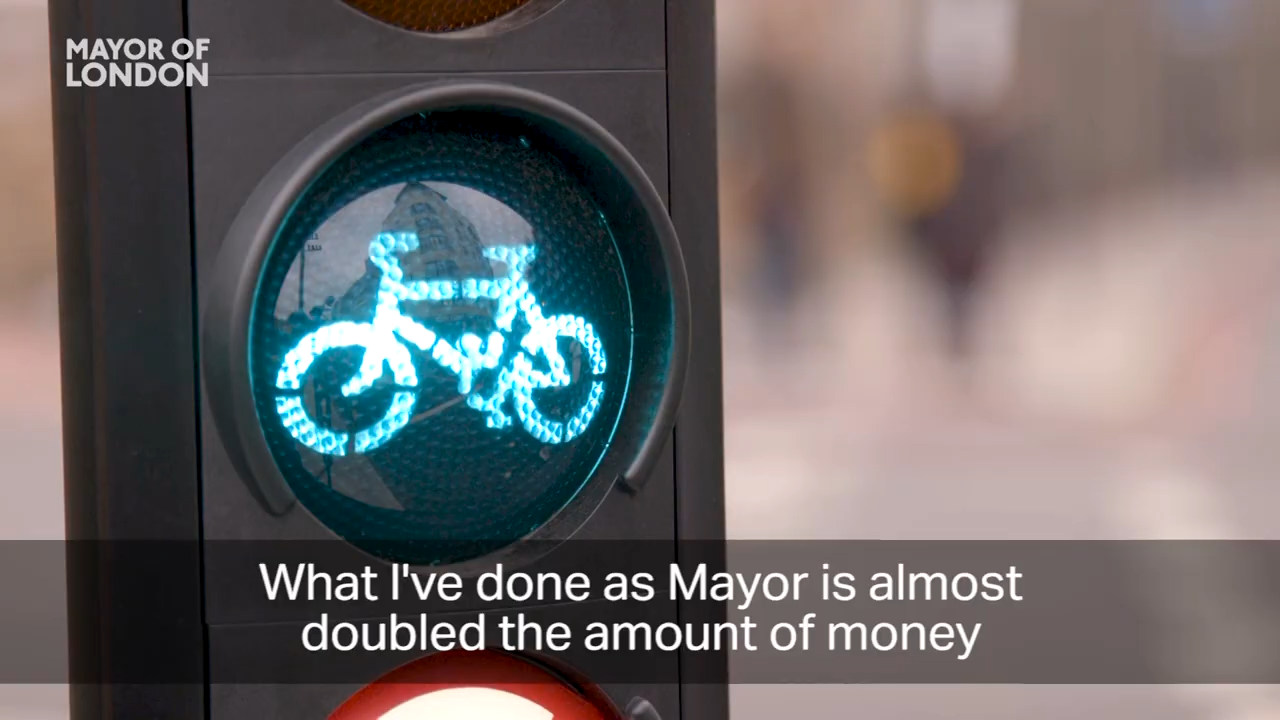 MAYOR OF
LONDON
What I've done as Mayor is almost
doubled the amount of money